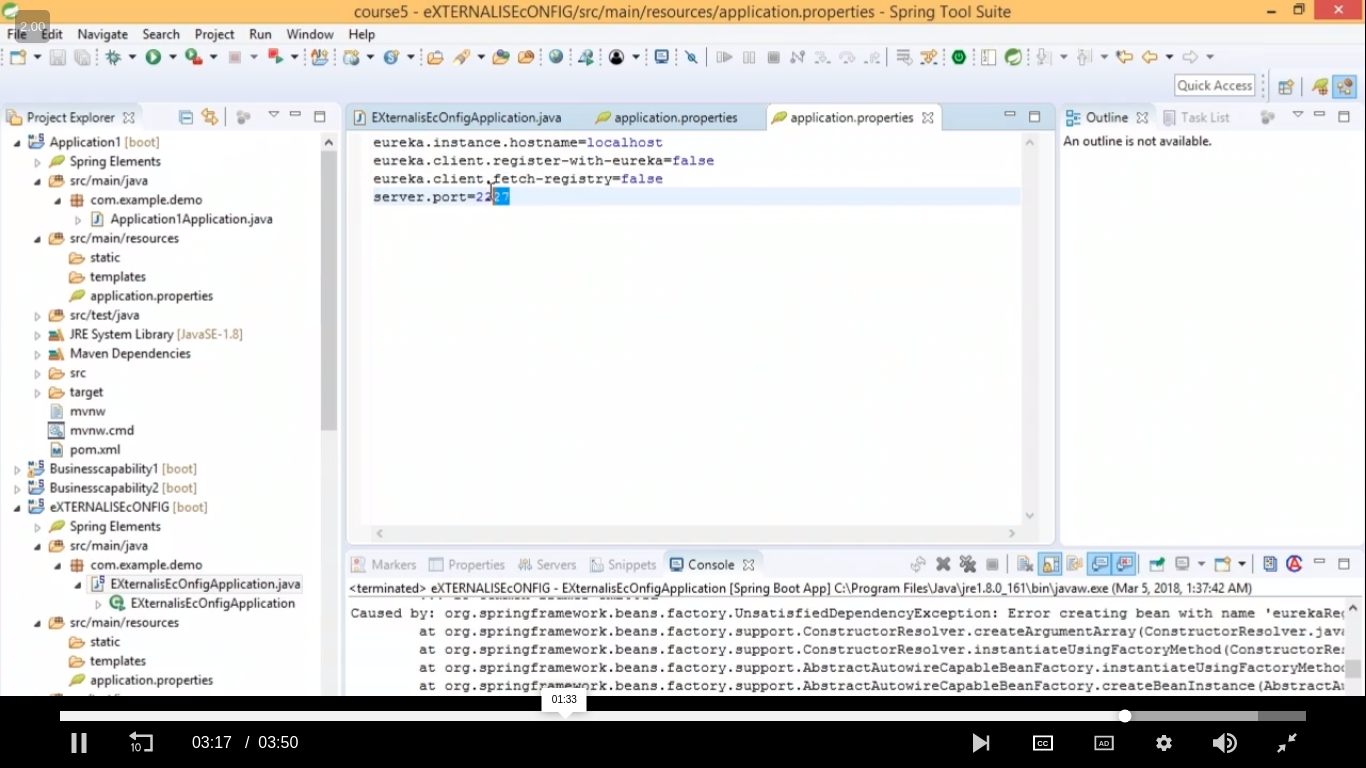 course5 - eXTERNALISEcONFIG/src/main/resources/application.properties - Spring Tool Suite
2.00
File Edit Navigate Search Project Run Window Help
Quick Access
Project Explorer
Application1 [boot]
Spring Elements
src/main/java
com.example.demo
Application1Application.java
src/main/resources
static
templates
application.properties
src/test/java
JRE System Library [JavaSE-1.8]
Maven Dependencies
src
target
mvnw
mvnw.cmd
pom.xml
Businesscapability1 [boot]
Businesscapability2 [boot]
eXTERNALISEcONFIG [boot]
Spring Elements
src/main/java
com.example.demo
EXternalisEcOnfigApplication.java
EXternalisEcOnfigApplication
src/main/resources
static
templates
application.properties
EXternalisEcOnfigApplication.java application.properties application.properties
eureka.instance.hostname=localhost
eureka.client.register-with-eureka=false
eureka.client.fetch-registry=false
server.port=2227
Outline Task List
An outline is not available.
Markers Properties Servers Snippets Console
<terminated> eXTERNALISEcONFIG - EXternalisEcOnfigApplication [Spring Boot App] C:\Program Files\Java\jre1.8.0_161\bin\javaw.exe (Mar 5, 2018, 1:37:42 AM)
Caused by: org.springframework.beans.factory.UnsatisfiedDependencyException: Error creating bean with name 'eurekaReg
at org.springframework.beans.factory.support.ConstructorResolver.createArgumentArray(ConstructorResolver.java
at org.springframework.beans.factory.support.ConstructorResolver.instantiateUsingFactoryMethod(ConstructorRes
at org.springframework.beans.factory.support.AbstractAutowireCapableBeanFactory.instantiateUsingFactoryMethod
at org.springframework.beans.factory.support.AbstractAutowireCapableBeanFactory.createBeanInstance(AbstractAu
01:33
10
03:17 / 03:50
CC
AD